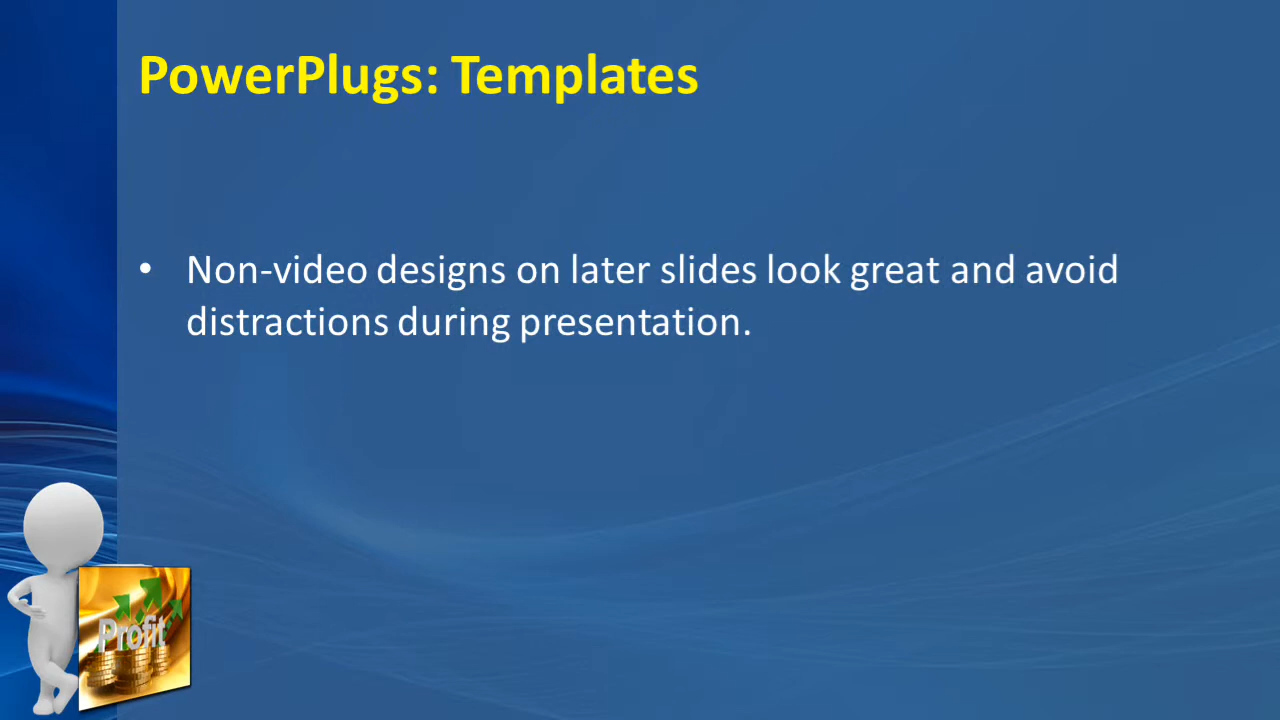 PowerPlugs: Templates
• Non-video designs on later slides look great and avoid
distractions during presentation.
Profit